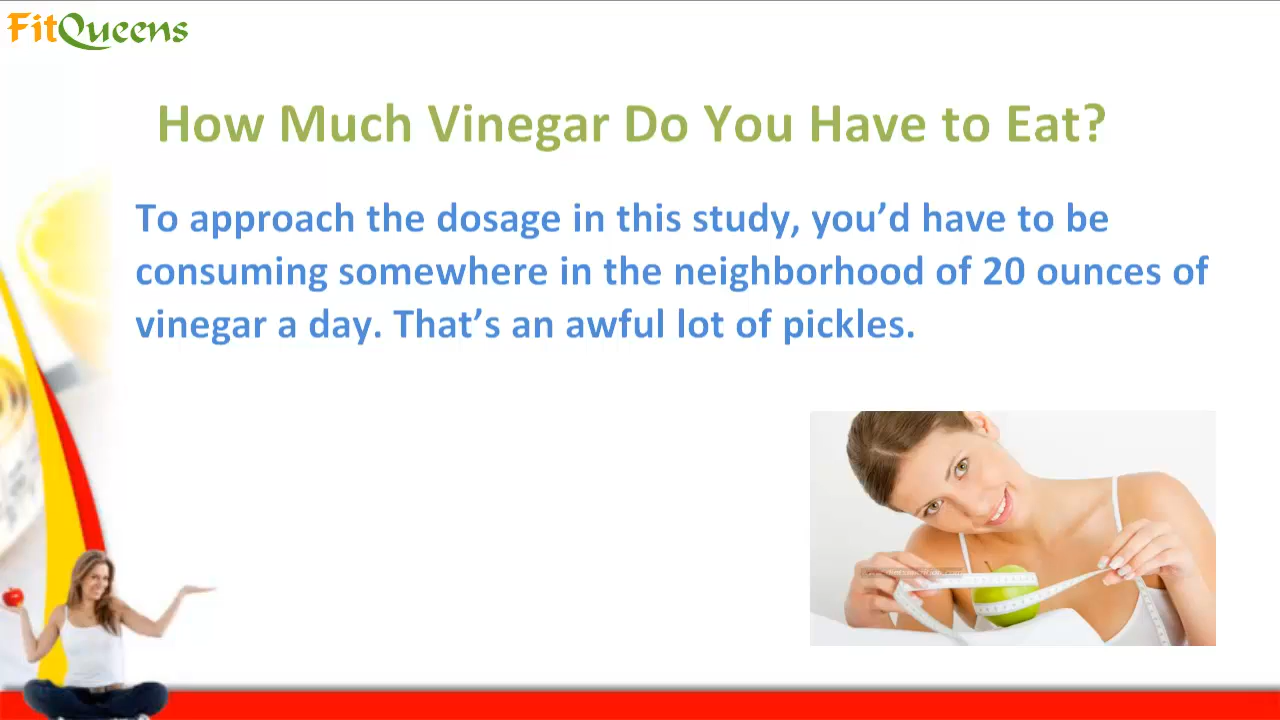 FitQueens
How Much Vinegar Do You Have to Eat?
To approach the dosage in this study, you’d have to be
consuming somewhere in the neighborhood of 20 ounces of
vinegar a day. That’s an awful lot of pickles.